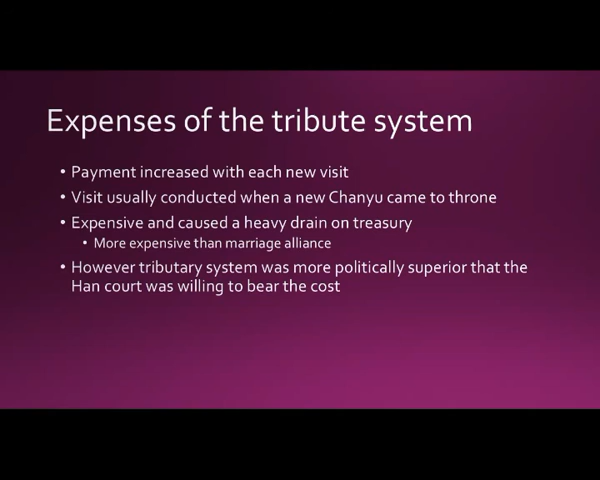 Expenses of the tribute system
• Payment increased with each new visit
• Visit usually conducted when a new Chanyu came to throne
• Expensive and caused a heavy drain on treasury
• More expensive than marriage alliance
• However tributary system was more politically superior that the
Han court was willing to bear the cost